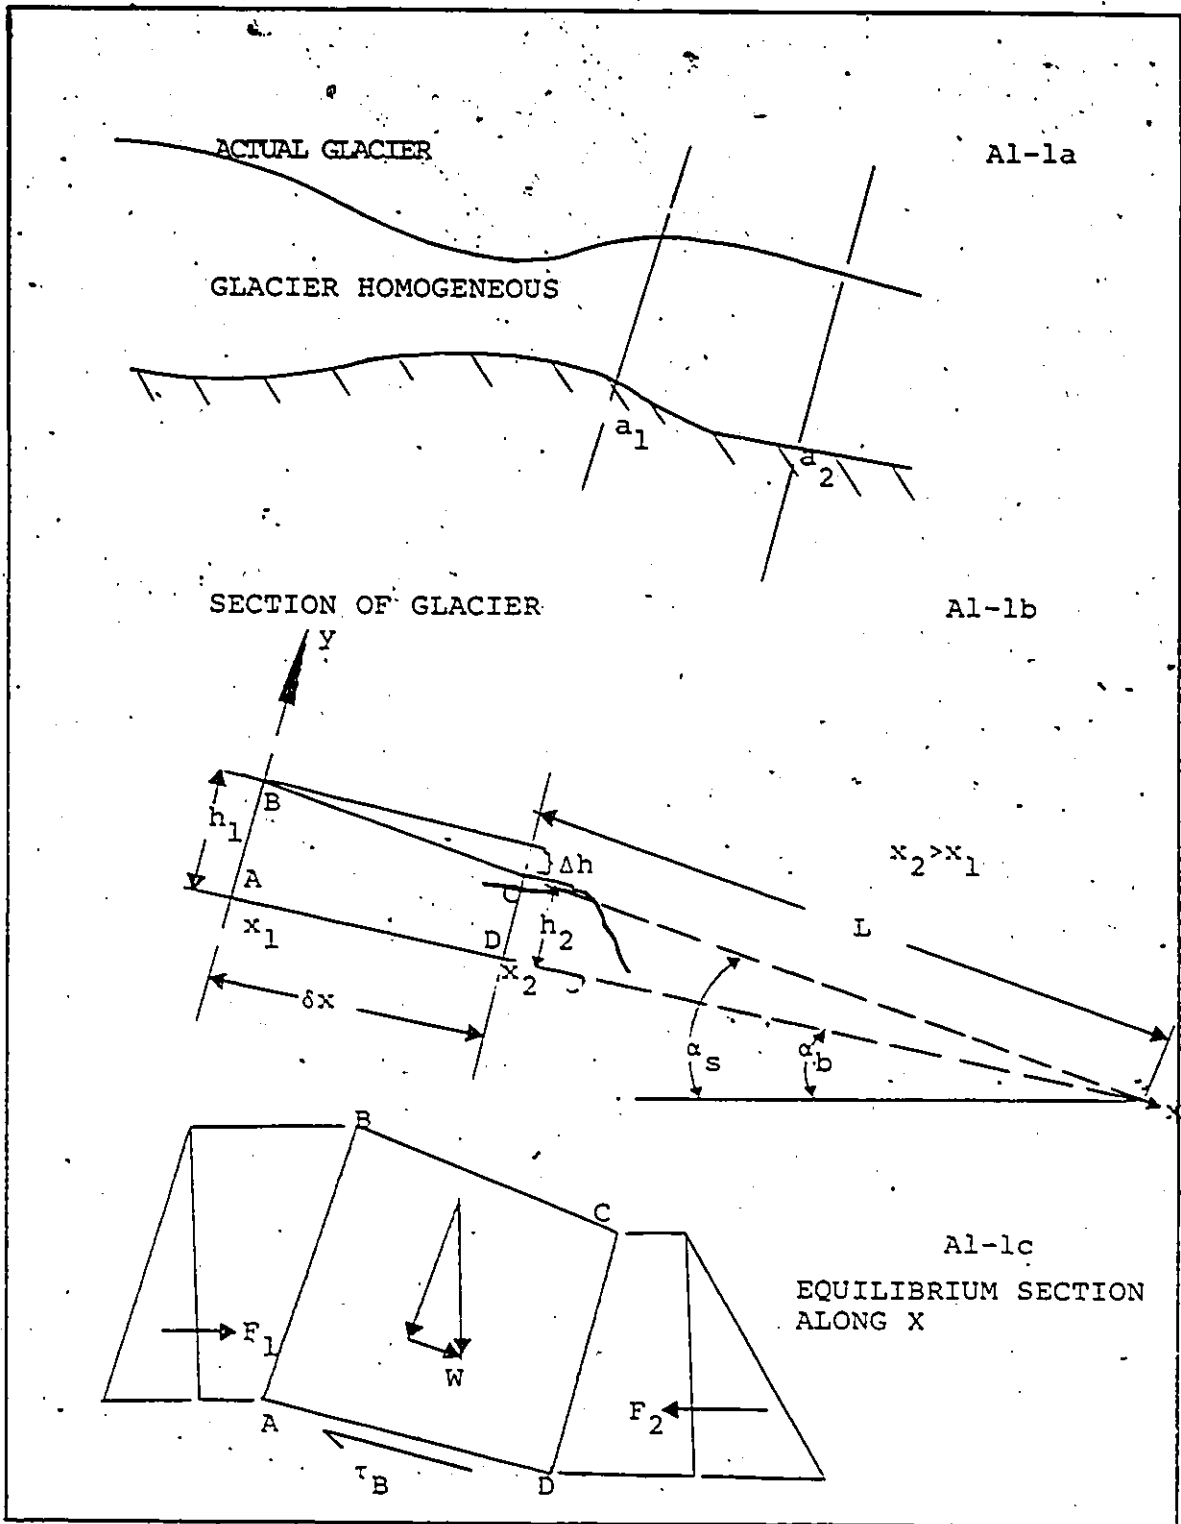 ACTUAL GLACIER
A1-1a
GLACIER HOMOGENEOUS
a1
a2
SECTION OF GLACIER
A1-1b
y
B
h1
Δh
x2>x1
A
C
L
x1
D
h2
x2
δx
αs
αb
x
B
C
A1-1c
EQUILIBRIUM SECTION
ALONG X
F1
W
F2
A
τB
D